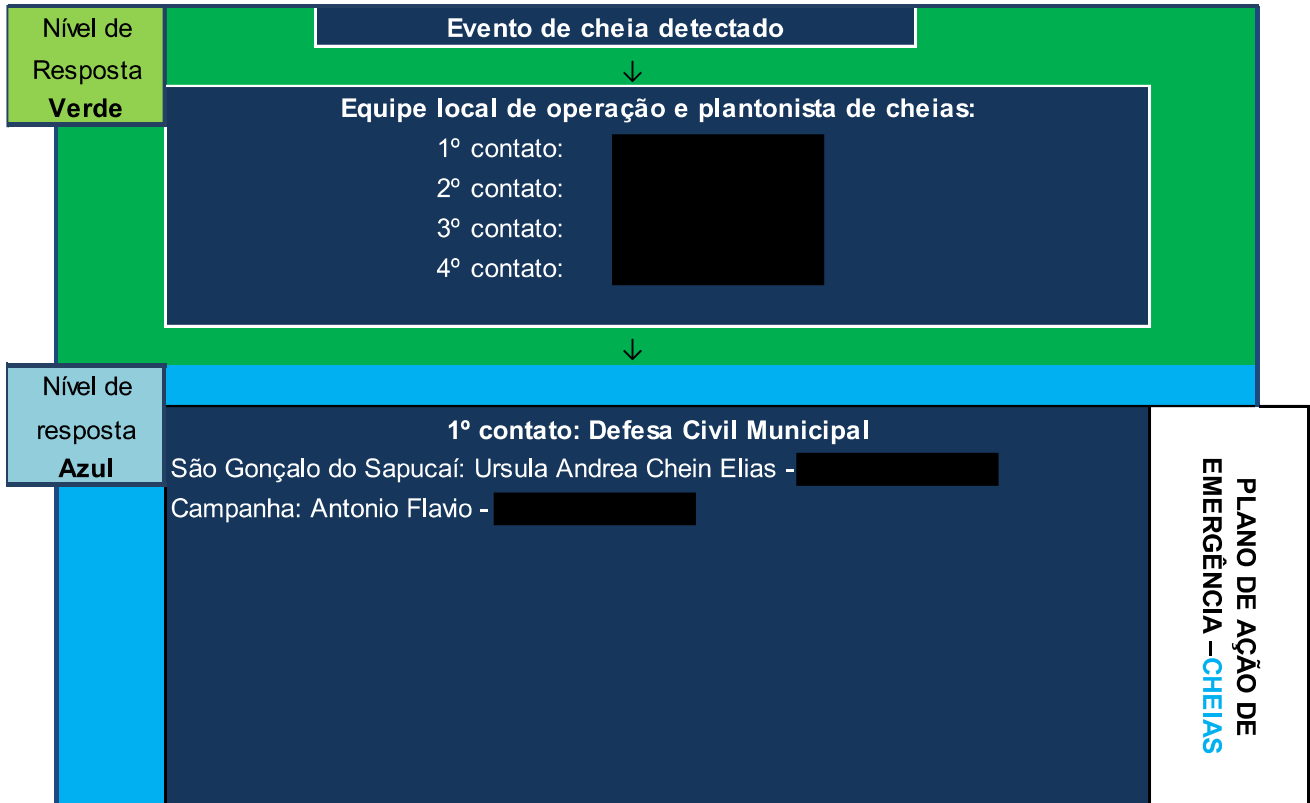 Nível de
Resposta
Verde
Evento de cheia detectado
↓
Equipe local de operação e plantonista de cheias:
1º contato:
2º contato:
3º contato:
4º contato:
↓
Nível de
resposta
Azul
1º contato: Defesa Civil Municipal
São Gonçalo do Sapucaí: Ursula Andrea Chein Elias -
Campanha: Antonio Flavio -
PLANO DE AÇÃO DE
EMERGÊNCIA –CHEIAS